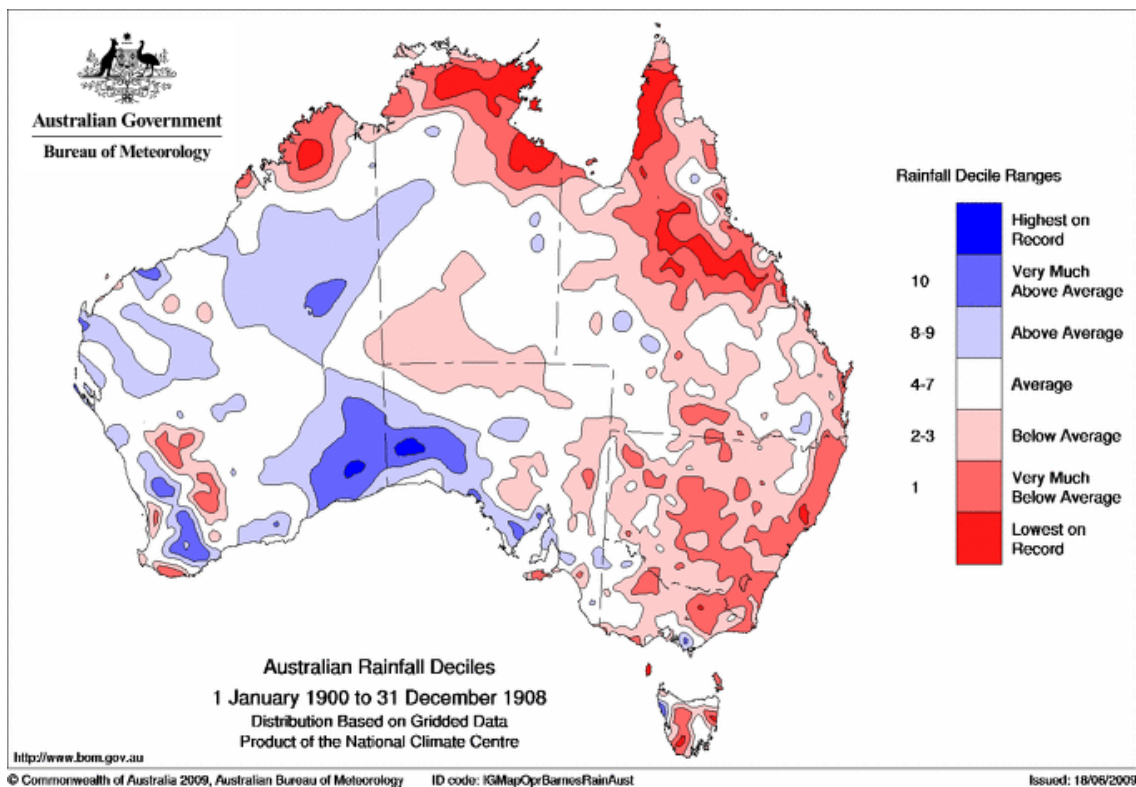 Australian Government
Bureau of Meteorology
Rainfall Decile Ranges
Highest on
Record
10
Very Much
Above Average
8-9
Above Average
4-7
Average
2-3
Below Average
1
Very Much
Below Average
Lowest on
Record
Australian Rainfall Deciles
1 January 1900 to 31 December 1908
Distribution Based on Gridded Data
Product of the National Climate Centre
http://www.bom.gov.au
© Commonwealth of Australia 2009, Australian Bureau of Meteorology ID code: IGMapOprBarnesRainAust Issued: 18/06/2009